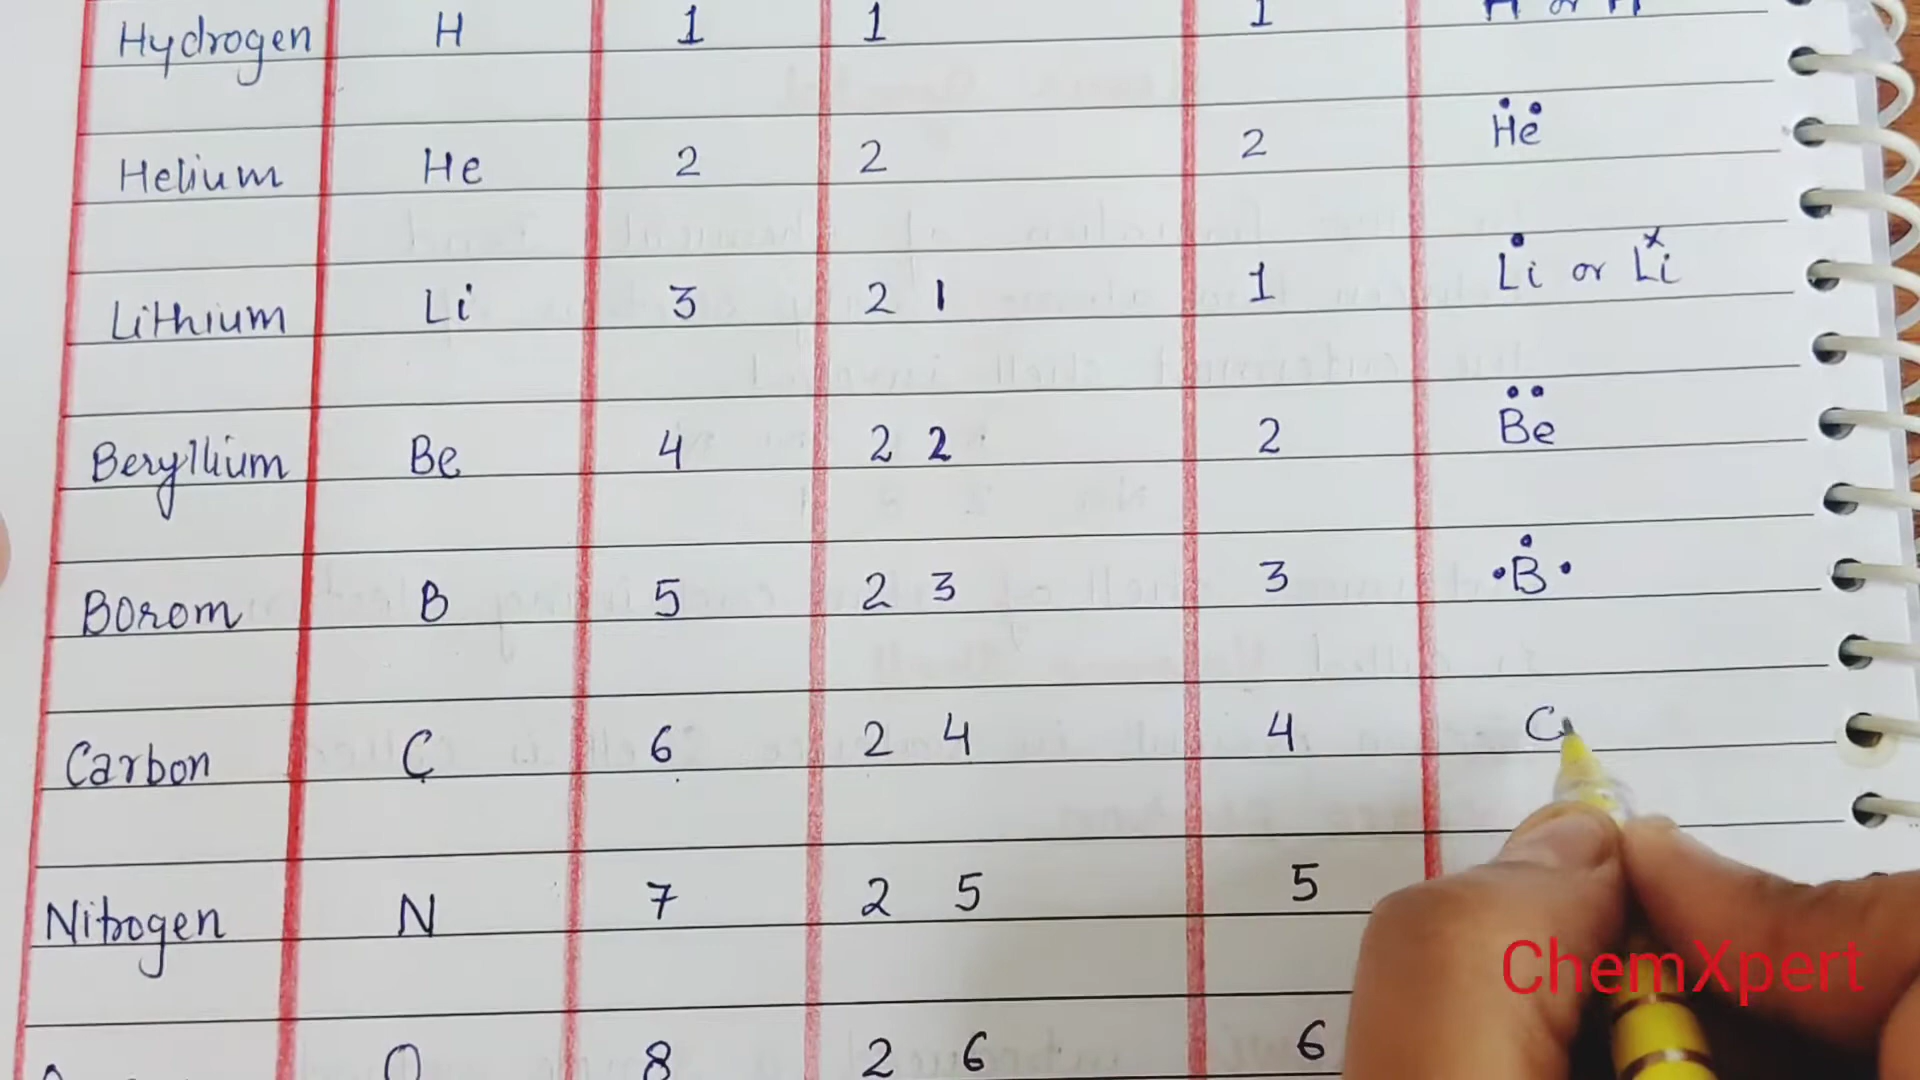 Hydrogen H 1 1 1 H or H
Helium He 2 2 2 He
Lithium Li 3 2 1 1 Li or Li
Beryllium Be 4 2 2 2 Be
Borom B 5 2 3 3 B
Carbon C 6 2 4 4 C
Nitrogen N 7 2 5 5
O 8 2 6 6
ChemXpert